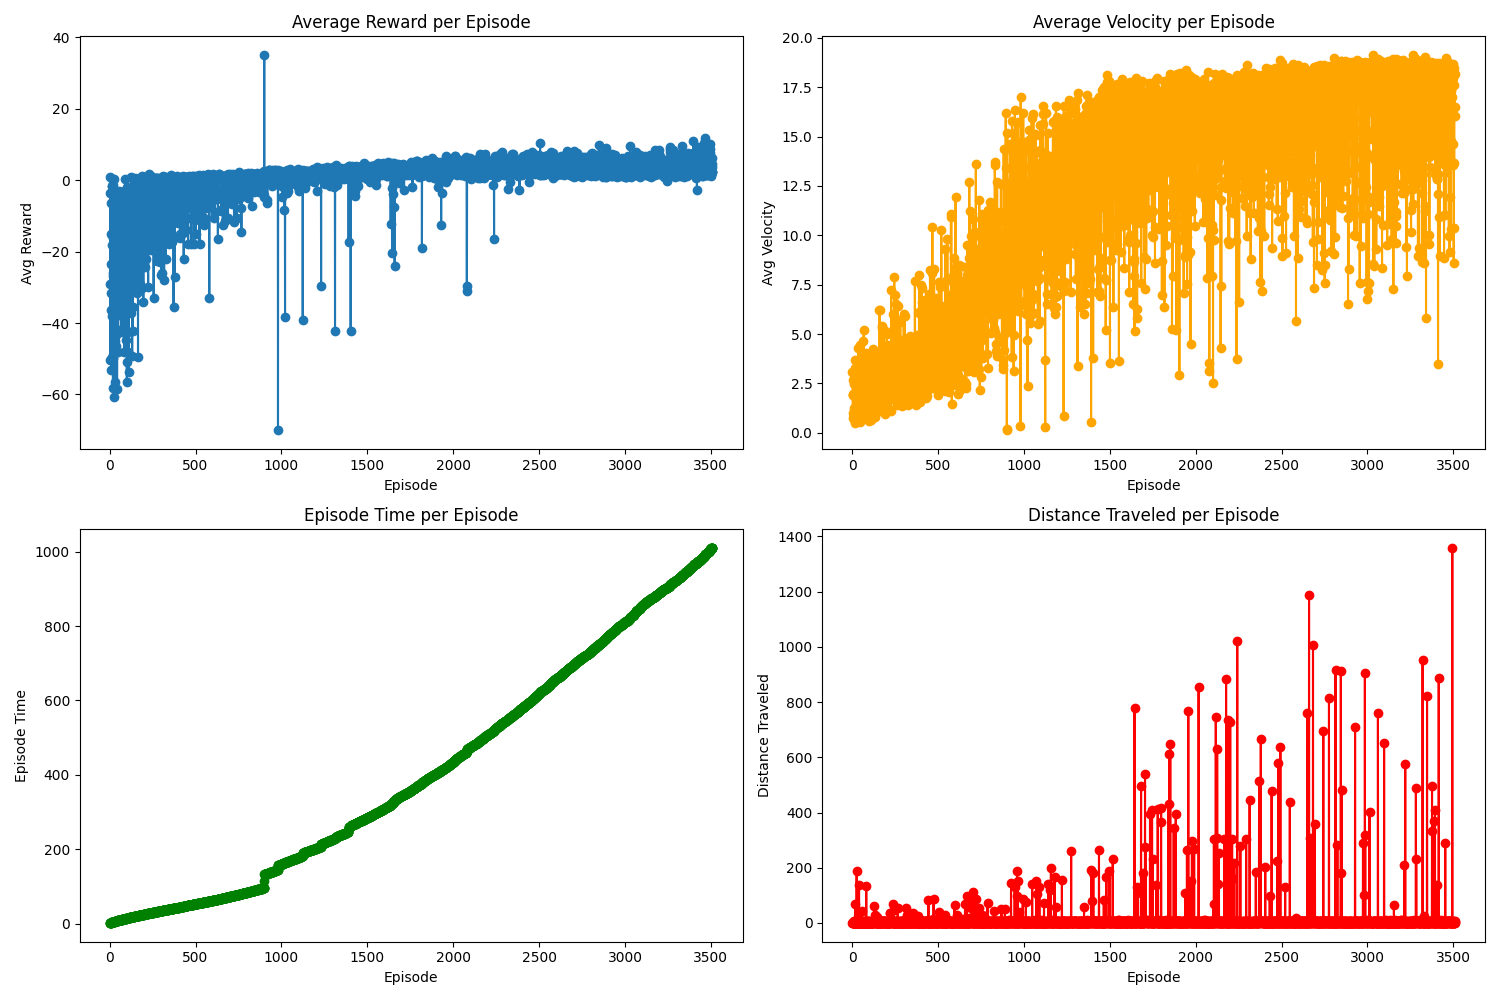 Average Reward per Episode
Avg Reward
40
20
0
−20
−40
−60
0 500 1000 1500 2000 2500 3000 3500
Episode
Average Velocity per Episode
Avg Velocity
20.0
17.5
15.0
12.5
10.0
7.5
5.0
2.5
0.0
0 500 1000 1500 2000 2500 3000 3500
Episode
Episode Time per Episode
Episode Time
1000
800
600
400
200
0
0 500 1000 1500 2000 2500 3000 3500
Episode
Distance Traveled per Episode
Distance Traveled
1400
1200
1000
800
600
400
200
0
0 500 1000 1500 2000 2500 3000 3500
Episode